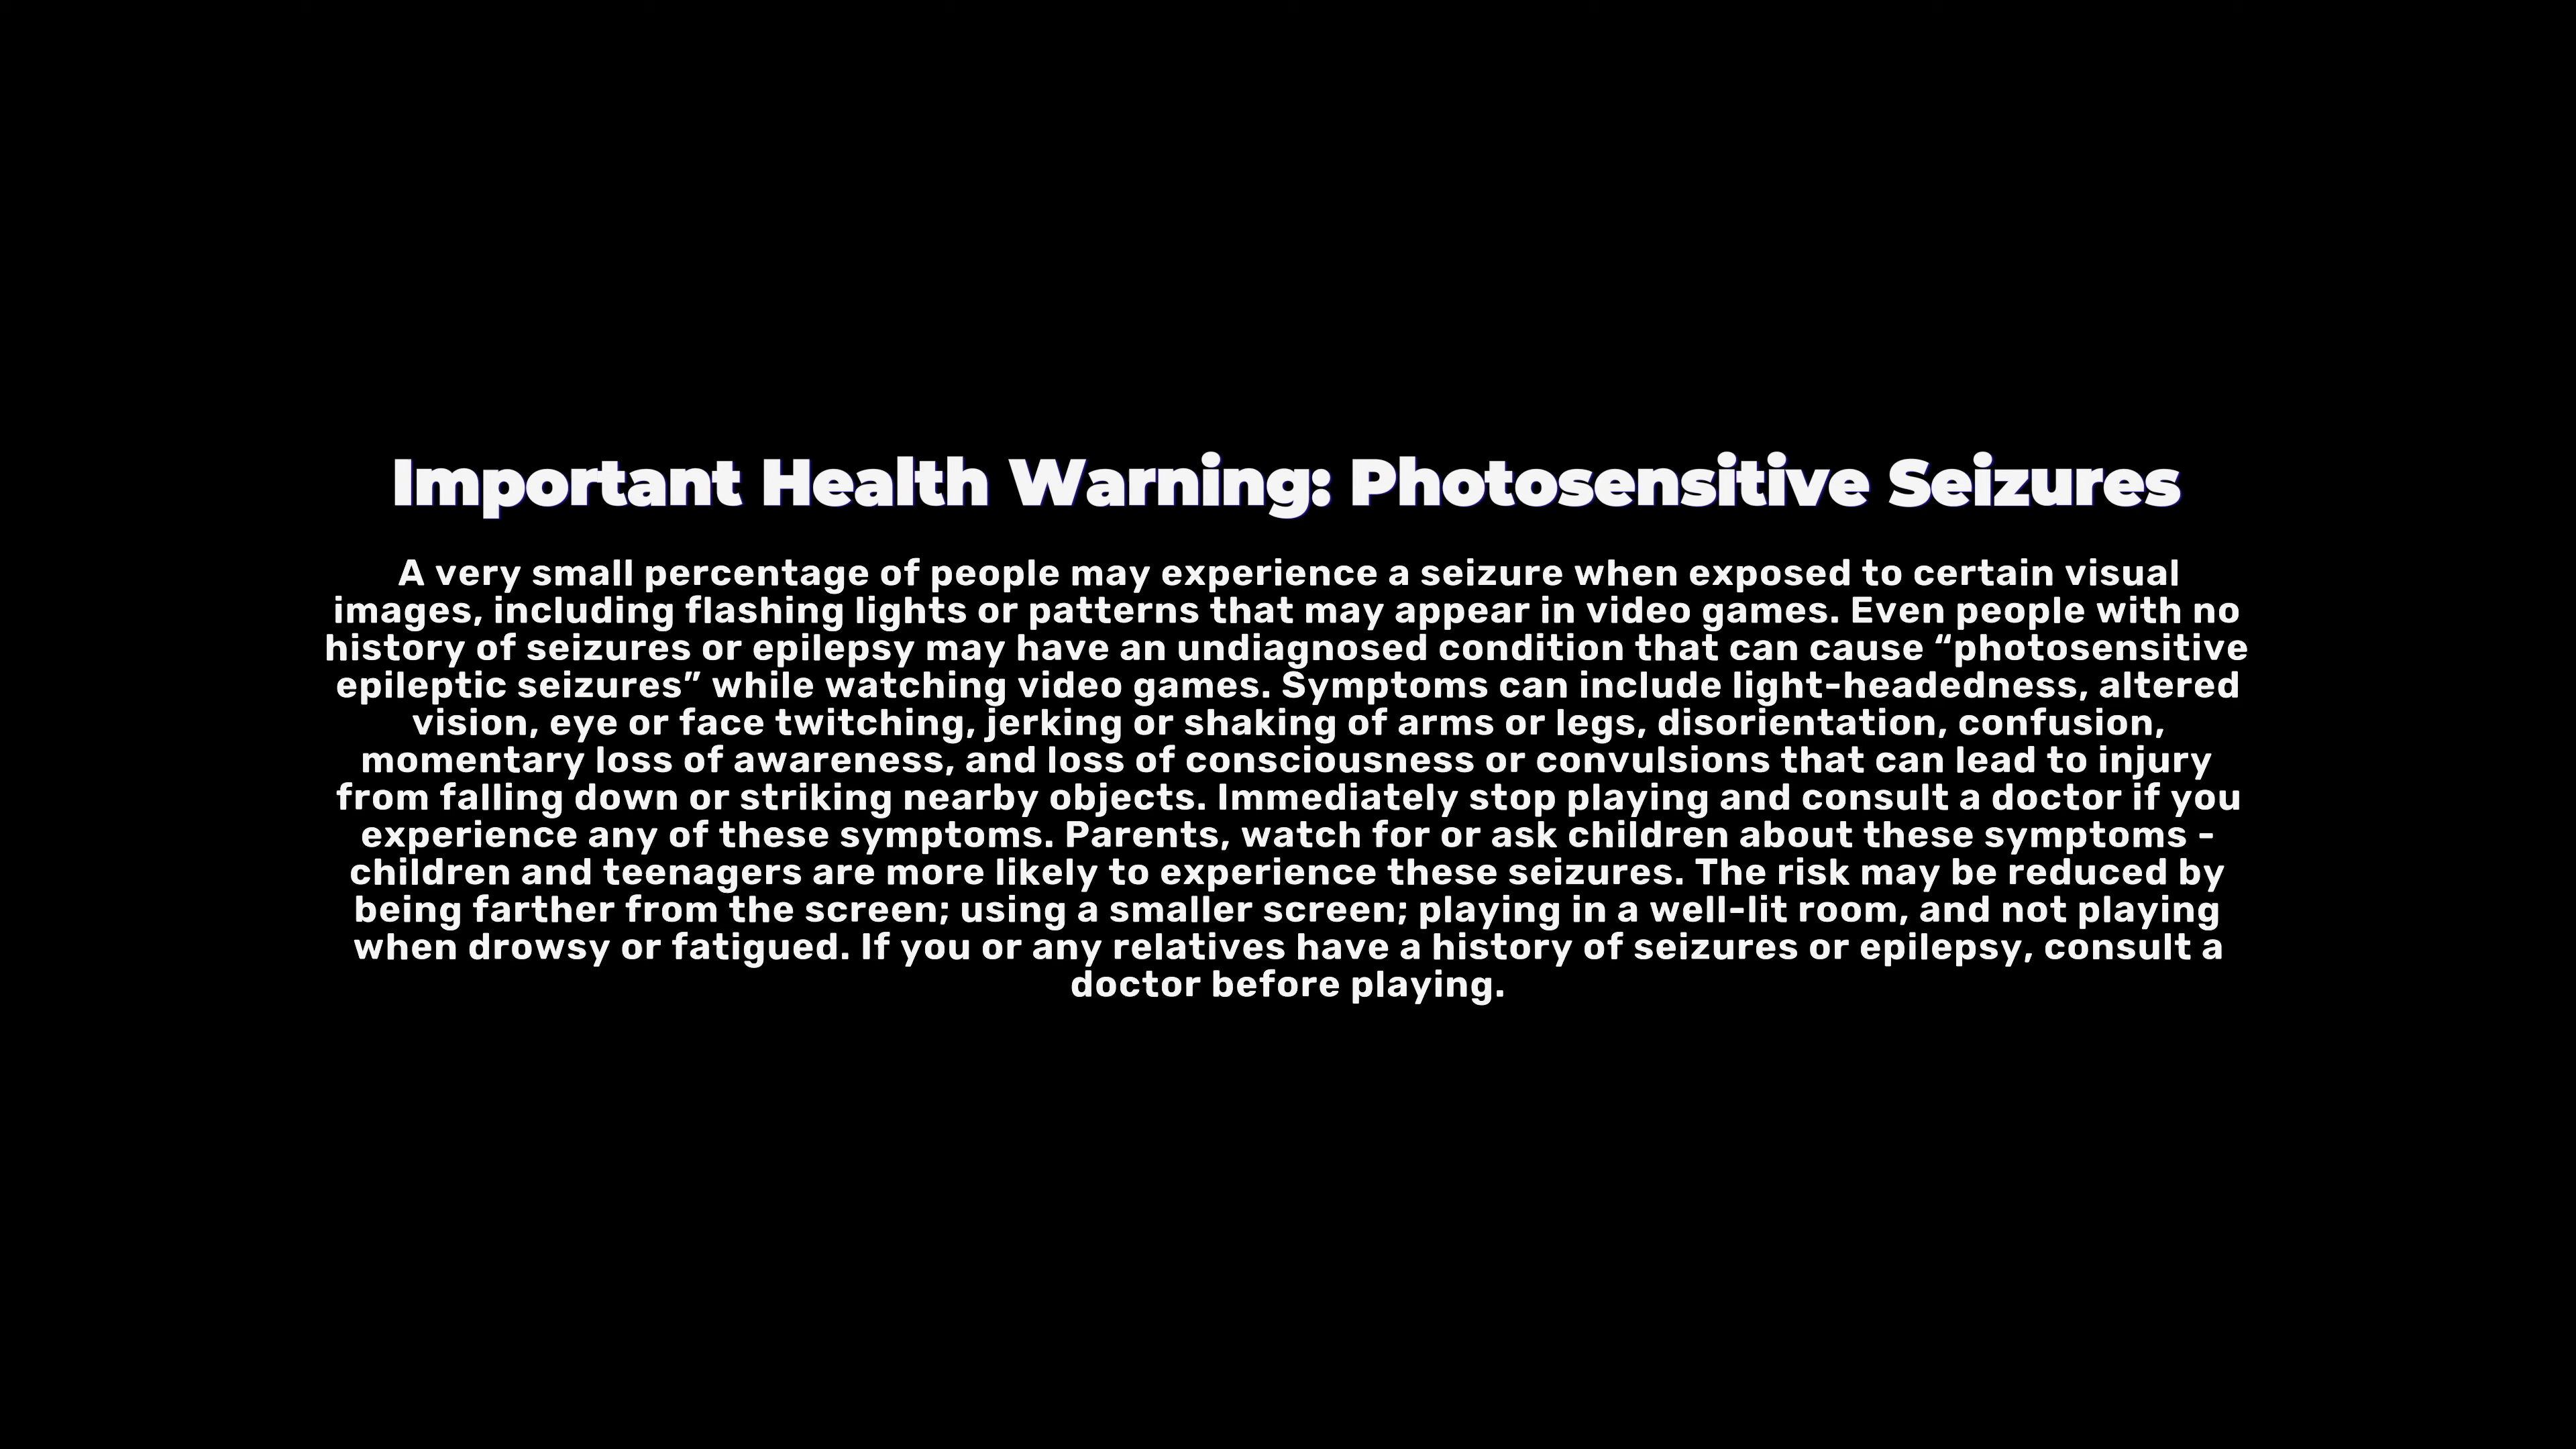 Important Health Warning: Photosensitive Seizures
A very small percentage of people may experience a seizure when exposed to certain visual
images, including flashing lights or patterns that may appear in video games. Even people with no
history of seizures or epilepsy may have an undiagnosed condition that can cause “photosensitive
epileptic seizures” while watching video games. Symptoms can include light-headedness, altered
vision, eye or face twitching, jerking or shaking of arms or legs, disorientation, confusion,
momentary loss of awareness, and loss of consciousness or convulsions that can lead to injury
from falling down or striking nearby objects. Immediately stop playing and consult a doctor if you
experience any of these symptoms. Parents, watch for or ask children about these symptoms -
children and teenagers are more likely to experience these seizures. The risk may be reduced by
being farther from the screen; using a smaller screen; playing in a well-lit room, and not playing
when drowsy or fatigued. If you or any relatives have a history of seizures or epilepsy, consult a
doctor before playing.